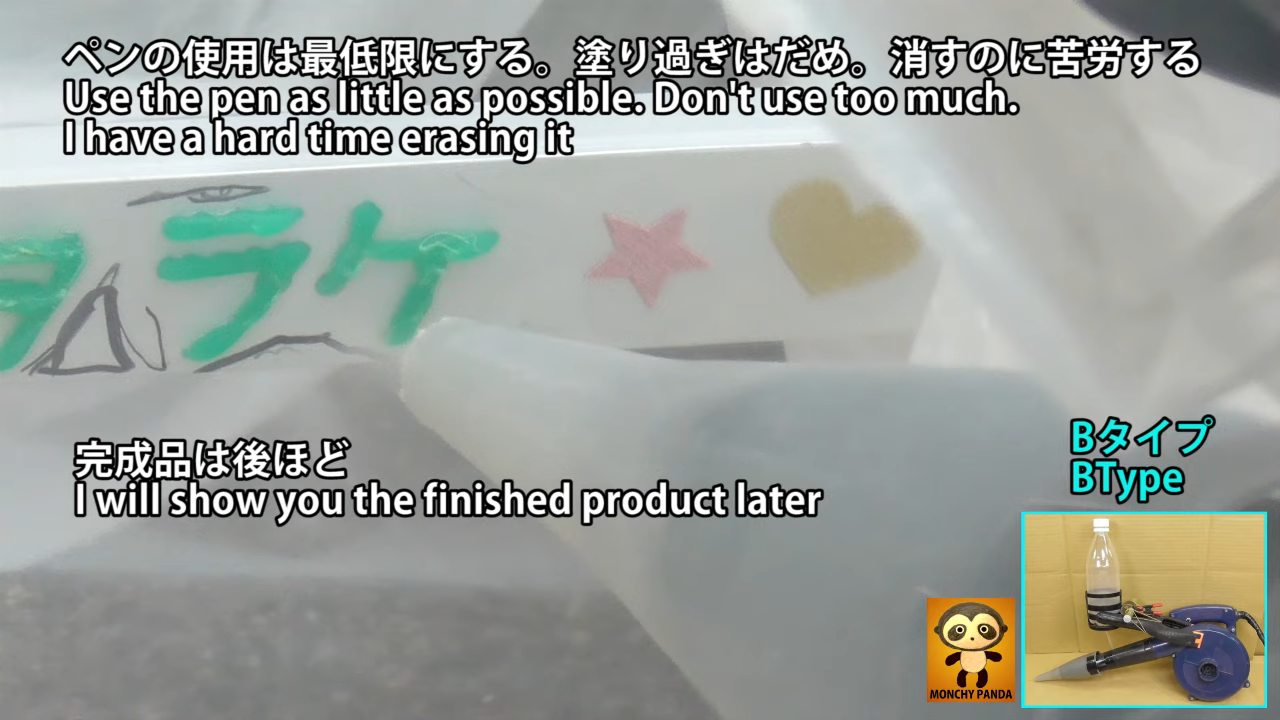 ペンの使用は最低限にする。塗り過ぎはだめ。消すのに苦労する
Use the pen as little as possible. Don't use too much.
I have a hard time erasing it
タラケ
完成品は後ほど
I will show you the finished product later
Bタイプ
BType
MONCHY PANDA